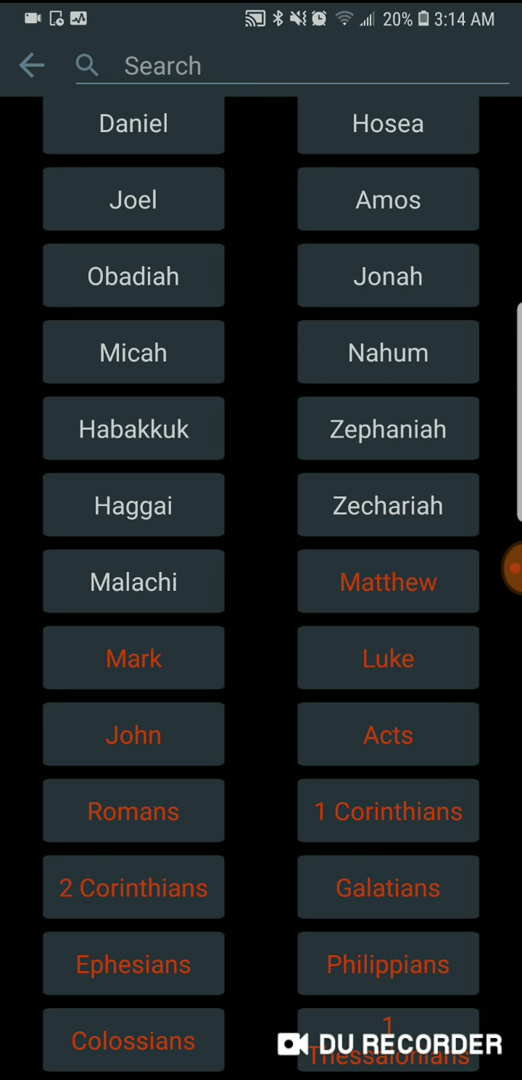 20% 3:14 AM
Search
Daniel Hosea
Joel Amos
Obadiah Jonah
Micah Nahum
Habakkuk Zephaniah
Haggai Zechariah
Malachi Matthew
Mark Luke
John Acts
Romans 1 Corinthians
2 Corinthians Galatians
Ephesians Philippians
Colossians 1
Thessalonians
DU RECORDER